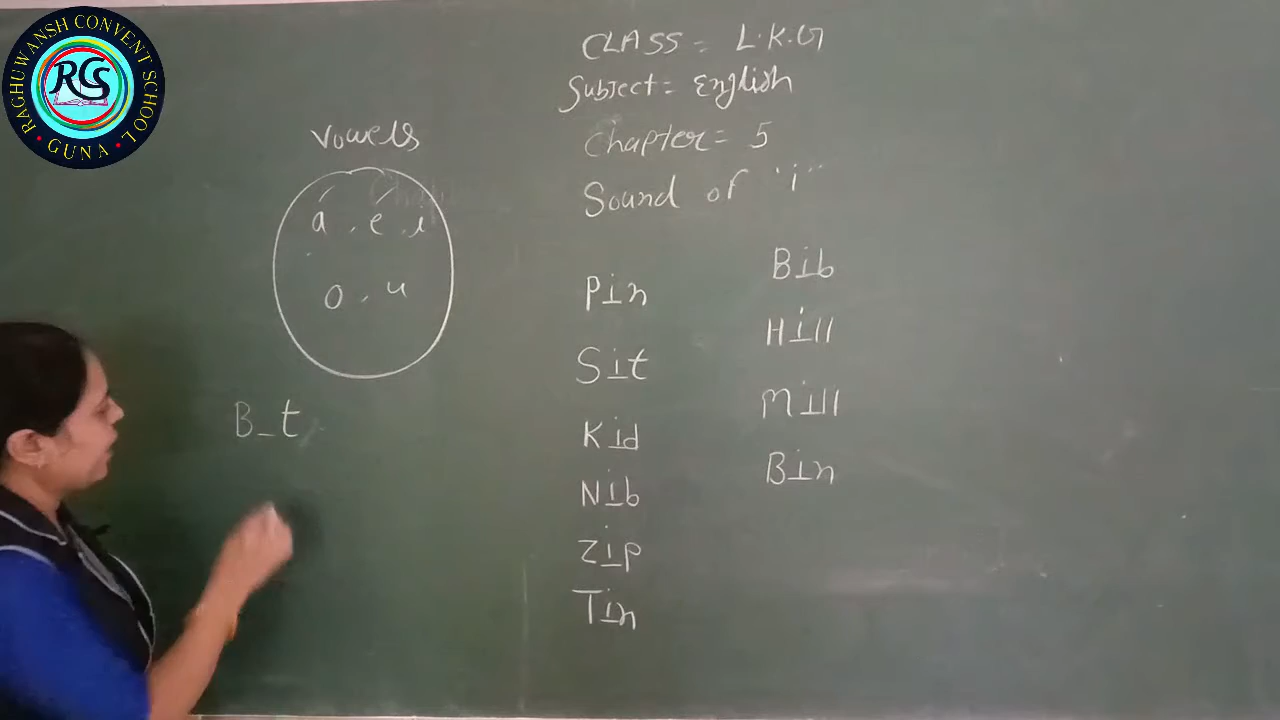 RAGHUWANSH CONVENT SCHOOL
RCS
• GUNA •
CLASS = L.K.G
Subject = English
Chapter = 5
Sound of "i"
Vowels
a, e, i
o, u
B_t
Pin
Sit
Kid
Nib
Zip
Tin
Bib
Hill
Mill
Bin